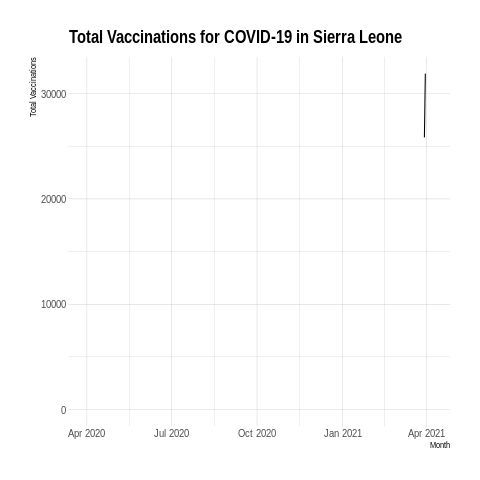 Total Vaccinations for COVID-19 in Sierra Leone
Total Vaccinations
30000
20000
10000
0
Apr 2020 Jul 2020 Oct 2020 Jan 2021 Apr 2021
Month